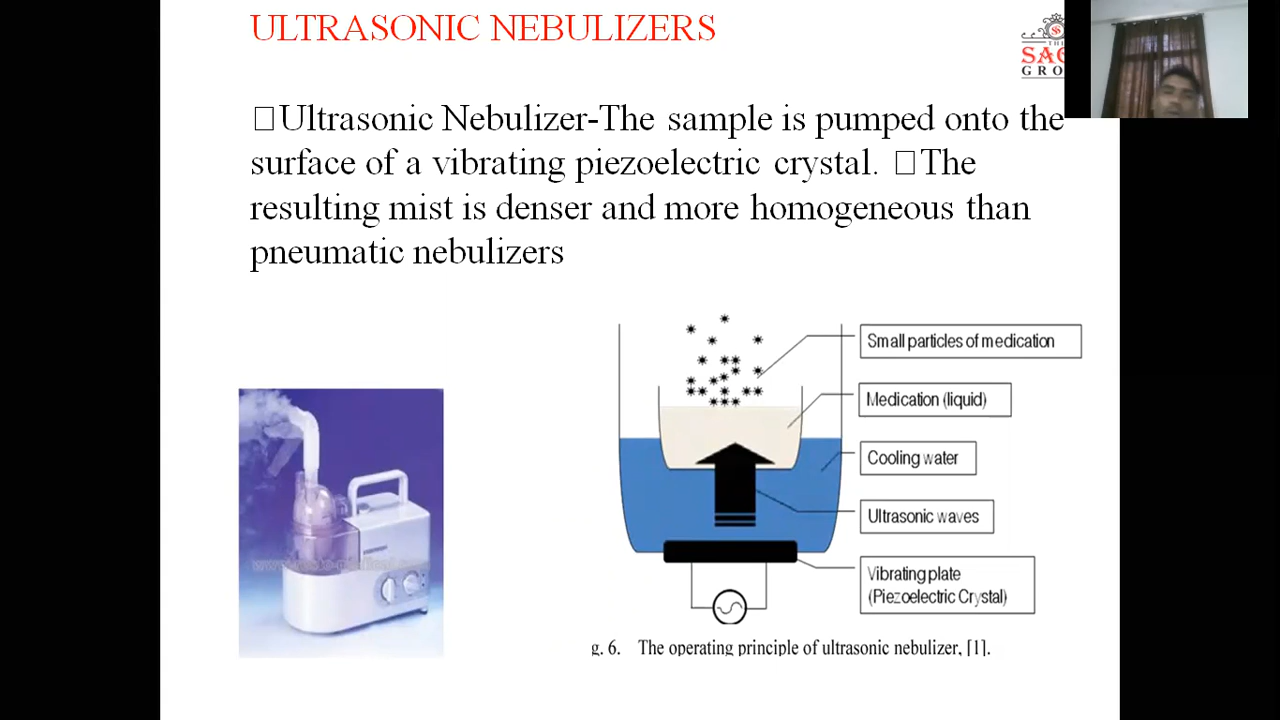 ULTRASONIC NEBULIZERS
□Ultrasonic Nebulizer-The sample is pumped onto the
surface of a vibrating piezoelectric crystal. □The
resulting mist is denser and more homogeneous than
pneumatic nebulizers
Small particles of medication
Medication (liquid)
Cooling water
Ultrasonic waves
Vibrating plate
(Piezoelectric Crystal)
g. 6. The operating principle of ultrasonic nebulizer, [1].